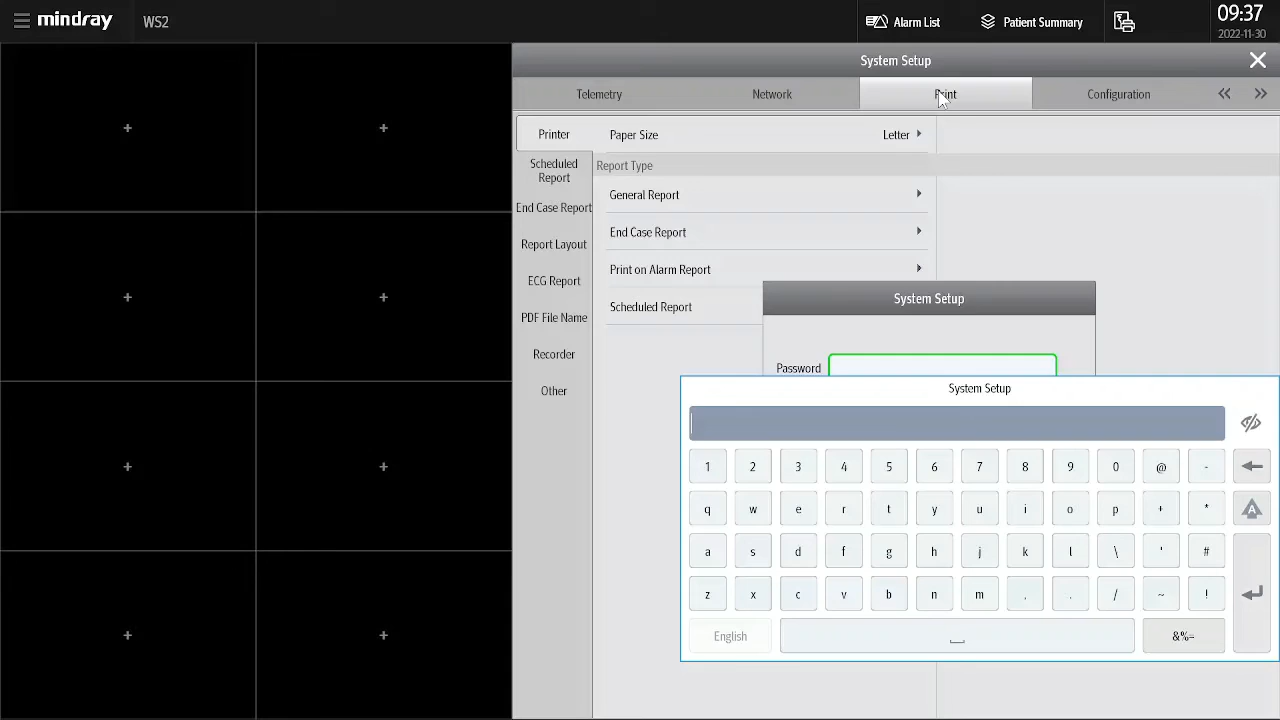 mindray
WS2
Alarm List
Patient Summary
09:37
2022-11-30
System Setup
Telemetry
Network
Print
Configuration
Printer
Scheduled
Report
End Case Report
Report Layout
ECG Report
PDF File Name
Recorder
Other
Paper Size
Letter
Report Type
General Report
End Case Report
Print on Alarm Report
Scheduled Report
System Setup
Password
System Setup
1 2 3 4 5 6 7 8 9 0 @ -
q w e r t y u i o p + *
A
a s d f g h j k l \ ' #
z x c v b n m , . / ~ !
English
&%=